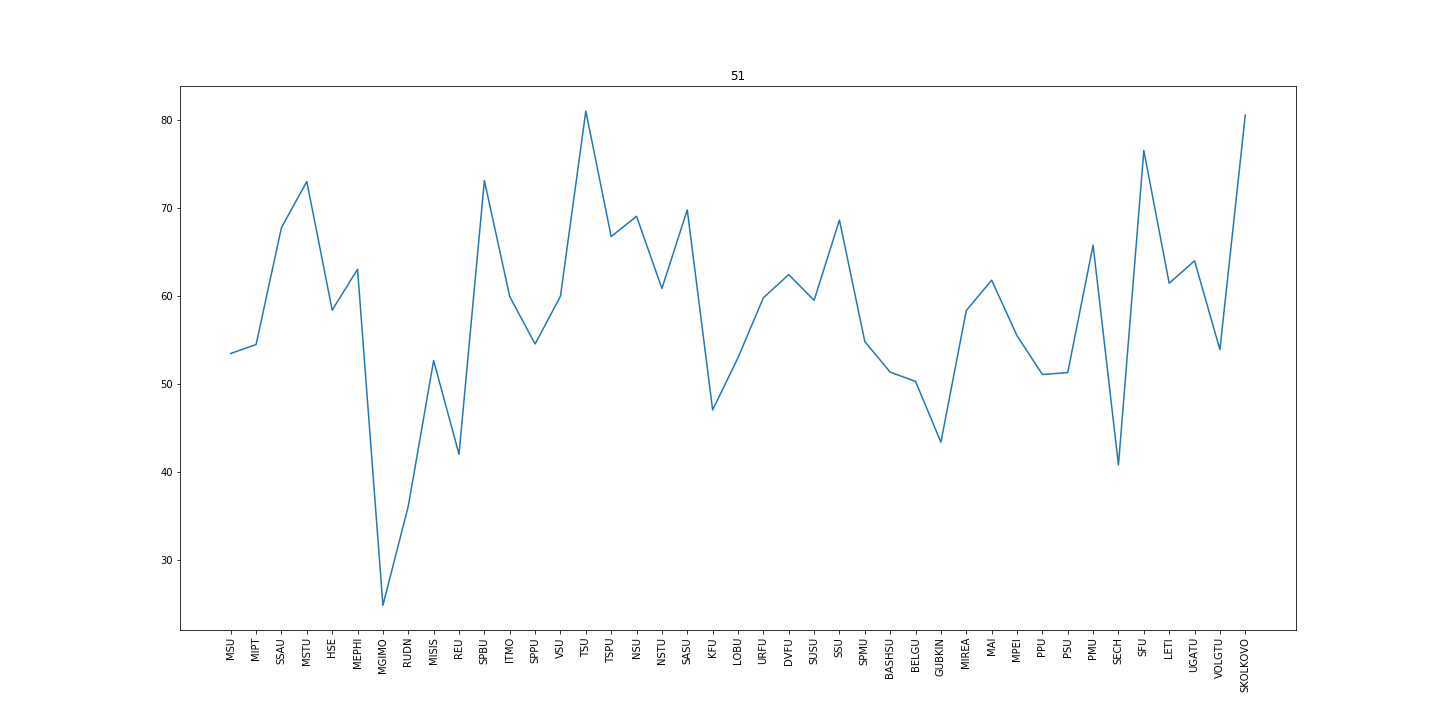 51
80
70
60
50
40
30
MSU
MIPT
SSAU
MSTU
HSE
MEPHI
MGIMO
RUDN
MISIS
REU
SPBU
ITMO
SPPU
VSU
TSU
TSPU
NSU
NSTU
SASU
KFU
LOBU
URFU
DVFU
SUSU
SSU
SPMU
BASHSU
BELGU
GUBKIN
MIREA
MAI
MPEI
PPU
PSU
PMU
SECH
SFU
LETI
UGATU
VOLGTU
SKOLKOVO